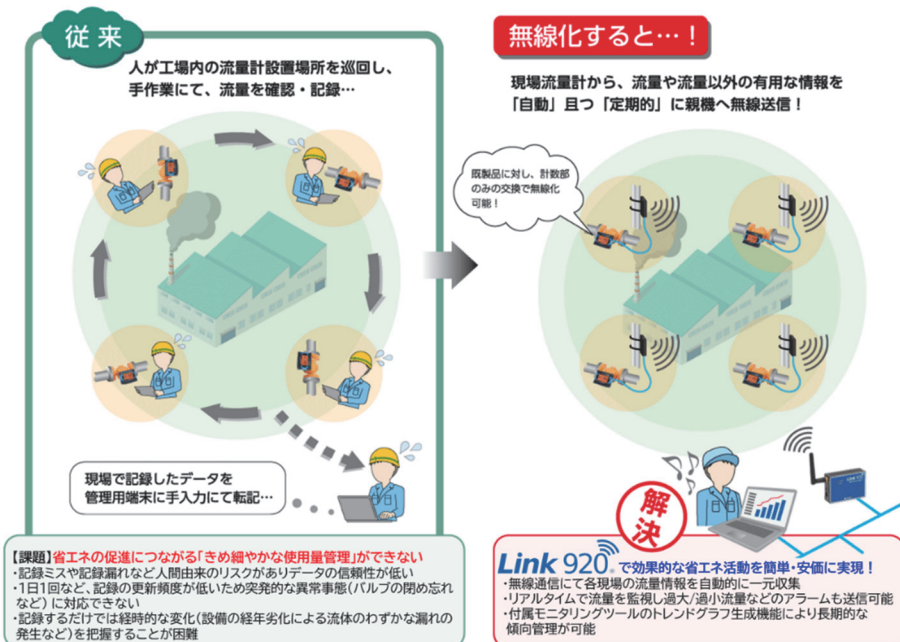 従来
人が工場内の流量計設置場所を巡回し、
手作業にて、流量を確認・記録…
現場で記録したデータを
管理用端末に手入力にて転記…
【課題】省エネの促進につながる「きめ細やかな使用量管理」ができない
・記録ミスや記録漏れなど人間由来のリスクがありデータの信頼性が低い
・1日1回など、記録の更新頻度が低いため突発的な異常事態(バルブの閉め忘れ
など)に対応できない
・記録するだけでは経時的な変化(設備の経年劣化による流体のわずかな漏れの
発生など)を把握することが困難
無線化すると…！
現場流量計から、流量や流量以外の有用な情報を
「自動」且つ「定期的」に親機へ無線送信！
既製品に対し、計数部
のみの交換で無線化
可能！
解決
Link 920® で効果的な省エネ活動を簡単・安価に実現！
・無線通信にて各現場の流量情報を自動的に一元収集
・リアルタイムで流量を監視し過大/過小流量などのアラームも送信可能
・付属モニタリングツールのトレンドグラフ生成機能により長期的な
傾向管理が可能